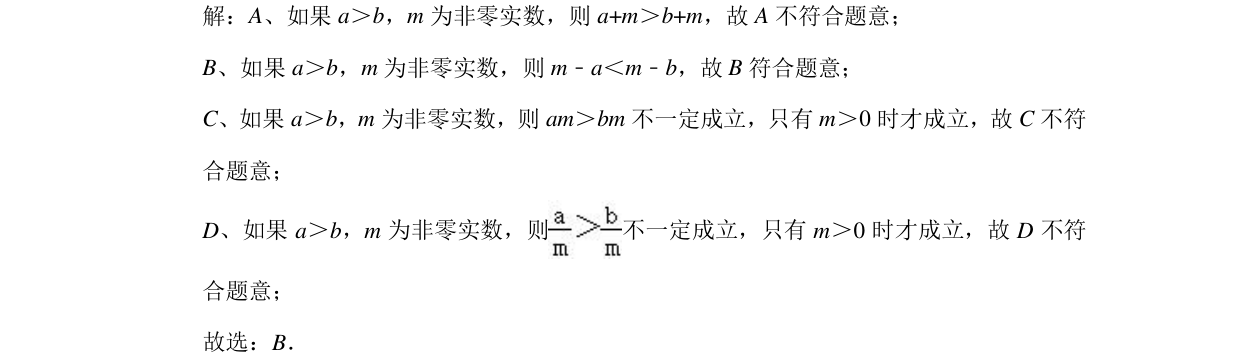 解：A、如果 a＞b，m 为非零实数，则 a+m＞b+m，故 A 不符合题意；
B、如果 a＞b，m 为非零实数，则 m﹣a＜m﹣b，故 B 符合题意；
C、如果 a＞b，m 为非零实数，则 am＞bm 不一定成立，只有 m＞0 时才成立，故 C 不符
合题意；
D、如果 a＞b，m 为非零实数，则 a/m＞b/m 不一定成立，只有 m＞0 时才成立，故 D 不符
合题意；
故选：B．